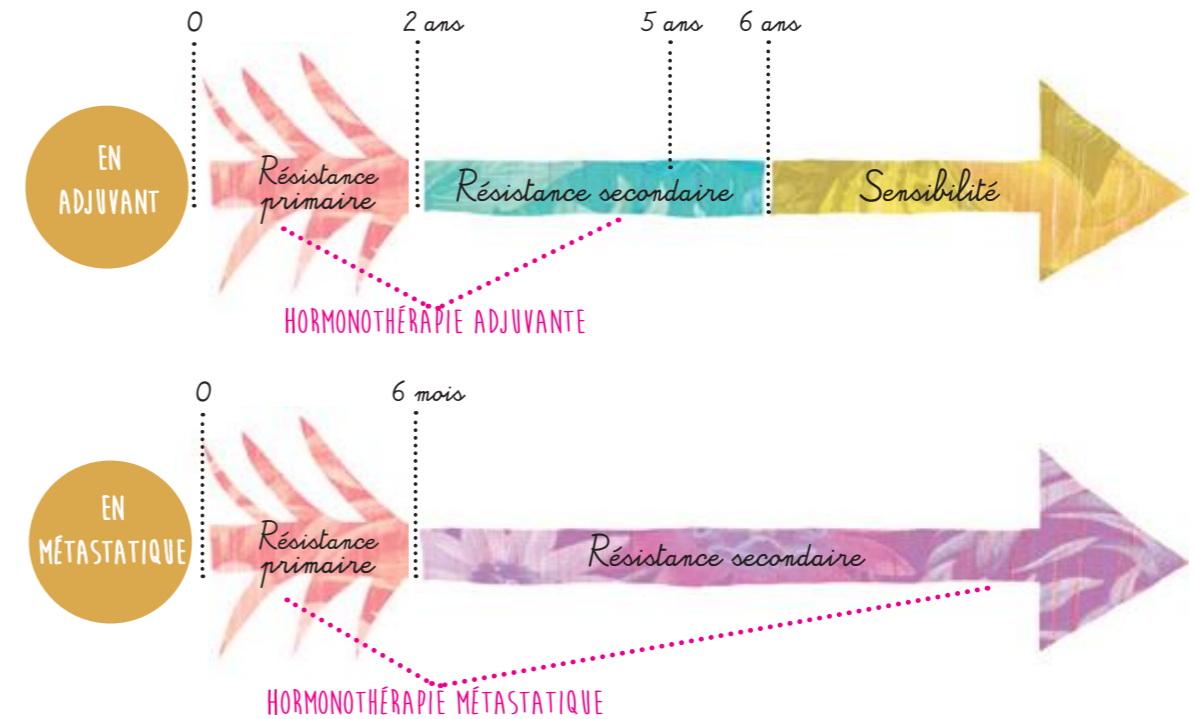 0
2 ans
5 ans
6 ans
EN
ADJUVANT
Résistance
primaire
Résistance secondaire
Sensibilité
HORMONOTHÉRAPIE ADJUVANTE
0
6 mois
EN
MÉTASTATIQUE
Résistance
primaire
Résistance secondaire
HORMONOTHÉRAPIE MÉTASTATIQUE